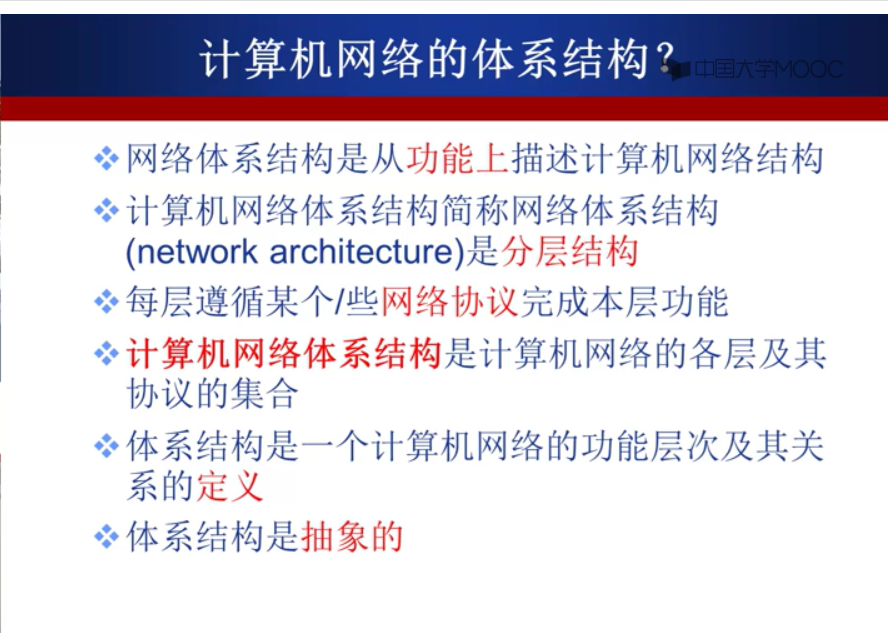 计算机网络的体系结构?
中国大学MOOC
网络体系结构是从功能上描述计算机网络结构
计算机网络体系结构简称网络体系结构
(network architecture)是分层结构
每层遵循某个/些网络协议完成本层功能
计算机网络体系结构是计算机网络的各层及其
协议的集合
体系结构是一个计算机网络的功能层次及其关
系的定义
体系结构是抽象的